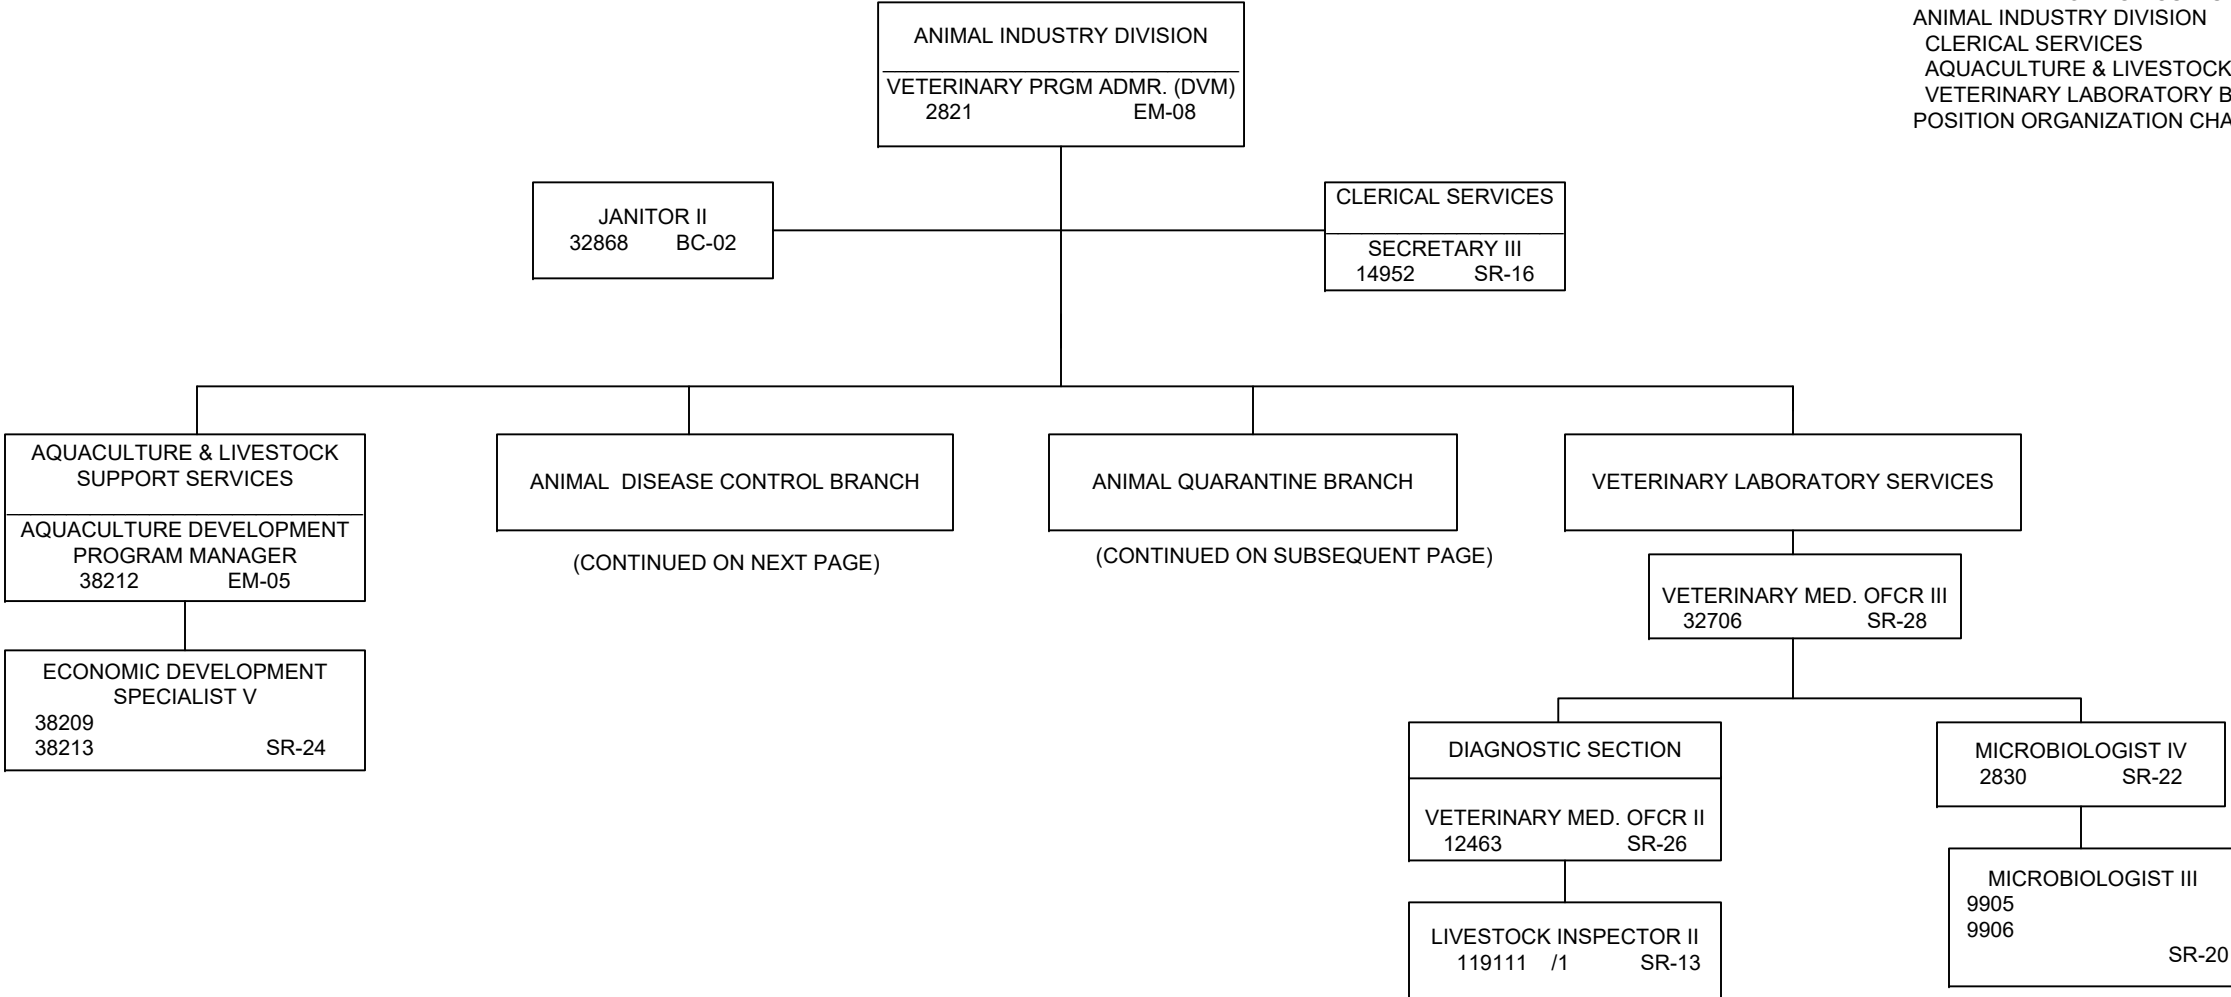 ANIMAL INDUSTRY DIVISION
CLERICAL SERVICES
AQUACULTURE & LIVESTOCK
VETERINARY LABORATORY B
POSITION ORGANIZATION CHA
ANIMAL INDUSTRY DIVISION
VETERINARY PRGM ADMR. (DVM)
2821 EM-08
JANITOR II
32868 BC-02
CLERICAL SERVICES
SECRETARY III
14952 SR-16
AQUACULTURE & LIVESTOCK
SUPPORT SERVICES
AQUACULTURE DEVELOPMENT
PROGRAM MANAGER
38212 EM-05
ECONOMIC DEVELOPMENT
SPECIALIST V
38209
38213 SR-24
ANIMAL DISEASE CONTROL BRANCH
(CONTINUED ON NEXT PAGE)
ANIMAL QUARANTINE BRANCH
(CONTINUED ON SUBSEQUENT PAGE)
VETERINARY LABORATORY SERVICES
VETERINARY MED. OFCR III
32706 SR-28
DIAGNOSTIC SECTION
VETERINARY MED. OFCR II
12463 SR-26
LIVESTOCK INSPECTOR II
119111 /1 SR-13
MICROBIOLOGIST IV
2830 SR-22
MICROBIOLOGIST III
9905
9906
SR-20